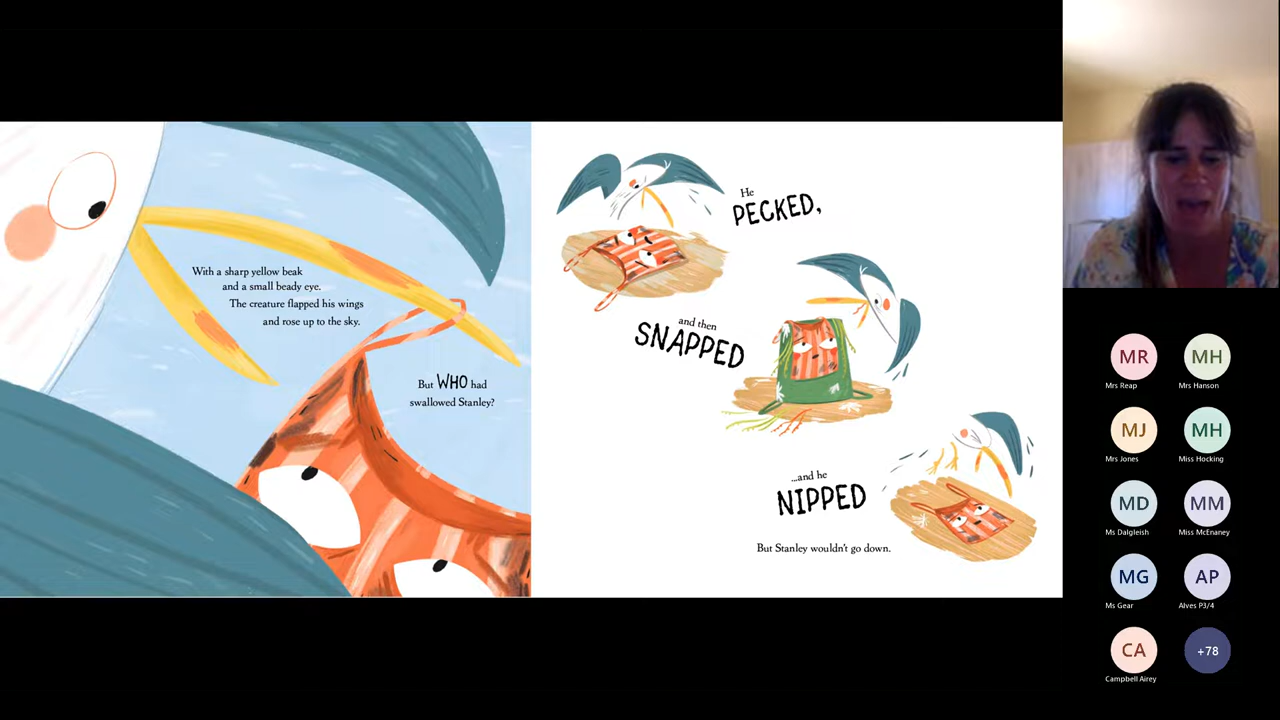 With a sharp yellow beak
and a small beady eye.
The creature flapped his wings
and rose up to the sky.
But WHO had
swallowed Stanley?
He
PECKED,
and then
SNAPPED
...and he
NIPPED
But Stanley wouldn't go down.
MR MH
Mrs Reap Mrs Hanson
MJ MH
Mrs Jones Miss Hocking
MD MM
Ms Dalgleish Miss McEnaney
MG AP
Ms Gear Alves P3/4
CA +78
Campbell Airey